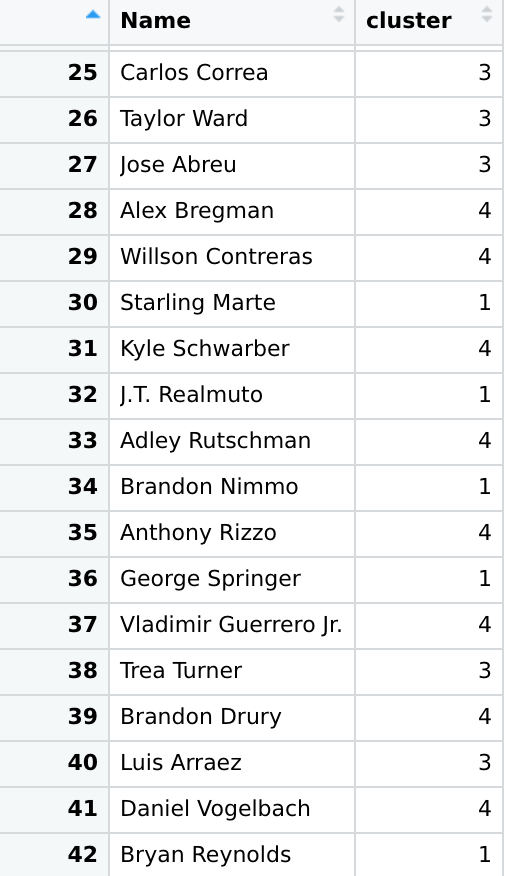 Name cluster
25 Carlos Correa 3
26 Taylor Ward 3
27 Jose Abreu 3
28 Alex Bregman 4
29 Willson Contreras 4
30 Starling Marte 1
31 Kyle Schwarber 4
32 J.T. Realmuto 1
33 Adley Rutschman 4
34 Brandon Nimmo 1
35 Anthony Rizzo 4
36 George Springer 1
37 Vladimir Guerrero Jr. 4
38 Trea Turner 3
39 Brandon Drury 4
40 Luis Arraez 3
41 Daniel Vogelbach 4
42 Bryan Reynolds 1